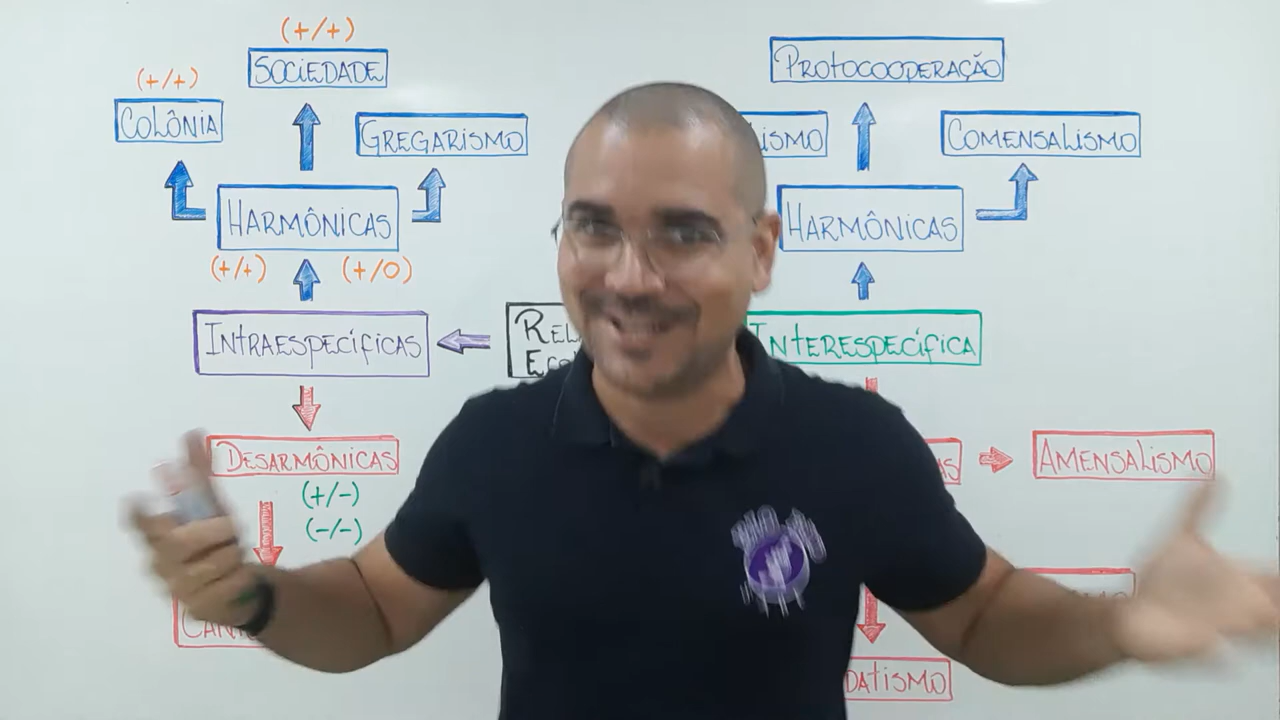 (+/+)
SOCIEDADE
(+/+)
COLÔNIA
GREGARISMO
HARMÔNICAS
(+/+) (+/0)
INTRAESPECÍFICAS
DESARMÔNICAS
(+/-)
(-/-)
PROTOCOOPERAÇÃO
COMENSALISMO
HARMÔNICAS
INTERESPECÍFICA
AMENSALISMO